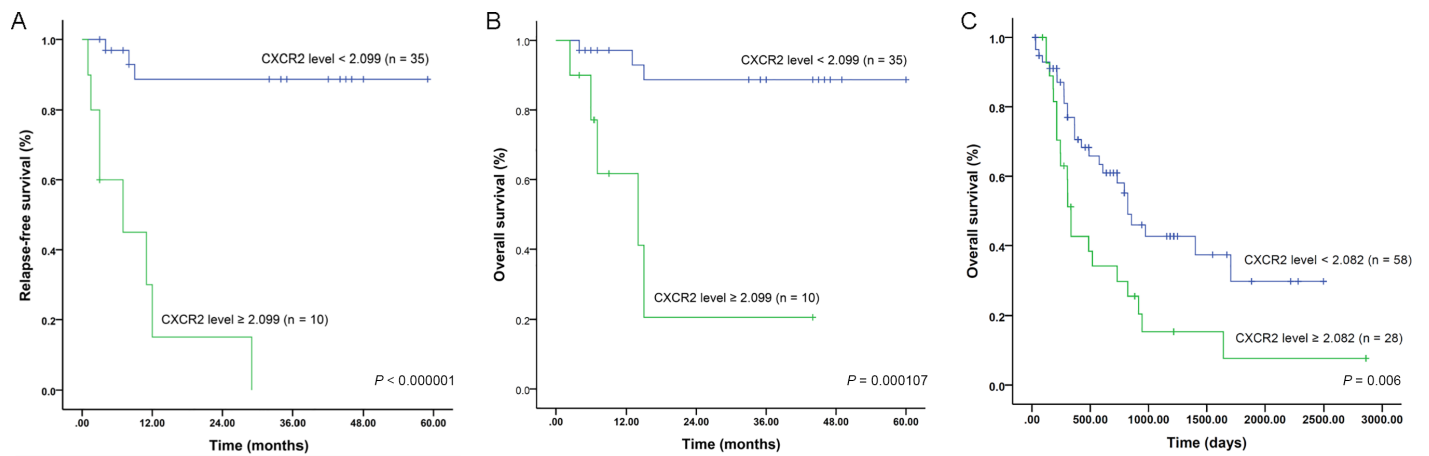 A
Relapse-free survival (%)
1.0
0.8
0.6
0.4
0.2
0.0
CXCR2 level < 2.099 (n = 35)
CXCR2 level ≥ 2.099 (n = 10)
P < 0.000001
.00 12.00 24.00 36.00 48.00 60.00
Time (months)
B
Overall survival (%)
1.0
0.8
0.6
0.4
0.2
0.0
CXCR2 level < 2.099 (n = 35)
CXCR2 level ≥ 2.099 (n = 10)
P = 0.000107
.00 12.00 24.00 36.00 48.00 60.00
Time (months)
C
Overall survival (%)
1.0
0.8
0.6
0.4
0.2
0.0
CXCR2 level < 2.082 (n = 58)
CXCR2 level ≥ 2.082 (n = 28)
P = 0.006
.00 500.00 1000.00 1500.00 2000.00 2500.00 3000.00
Time (days)